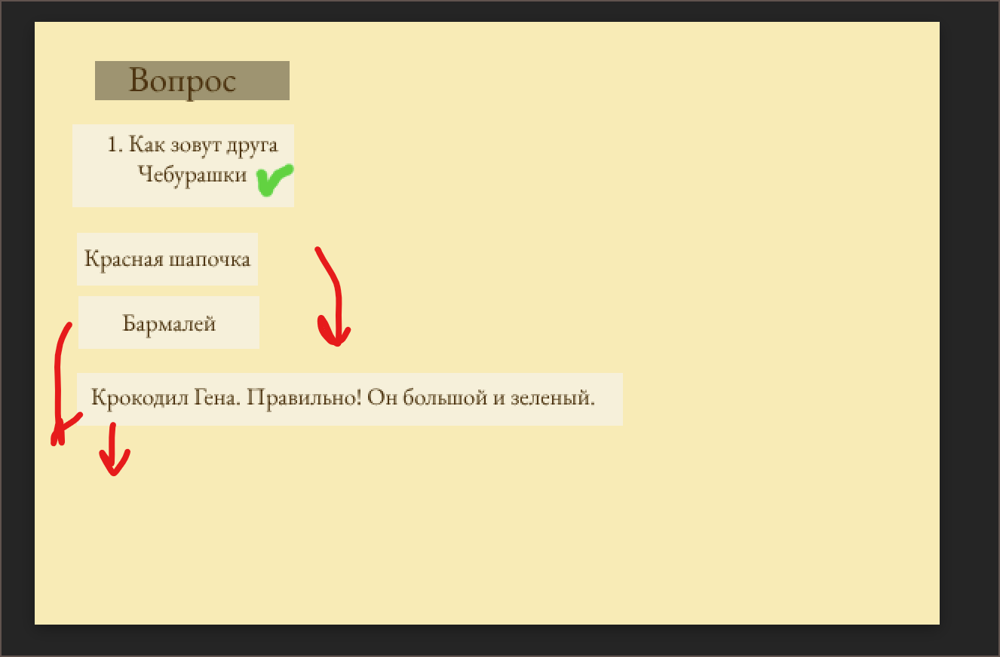 Вопрос
1. Как зовут друга
Чебурашки
Красная шапочка
Бармалей
Крокодил Гена. Правильно! Он большой и зеленый.